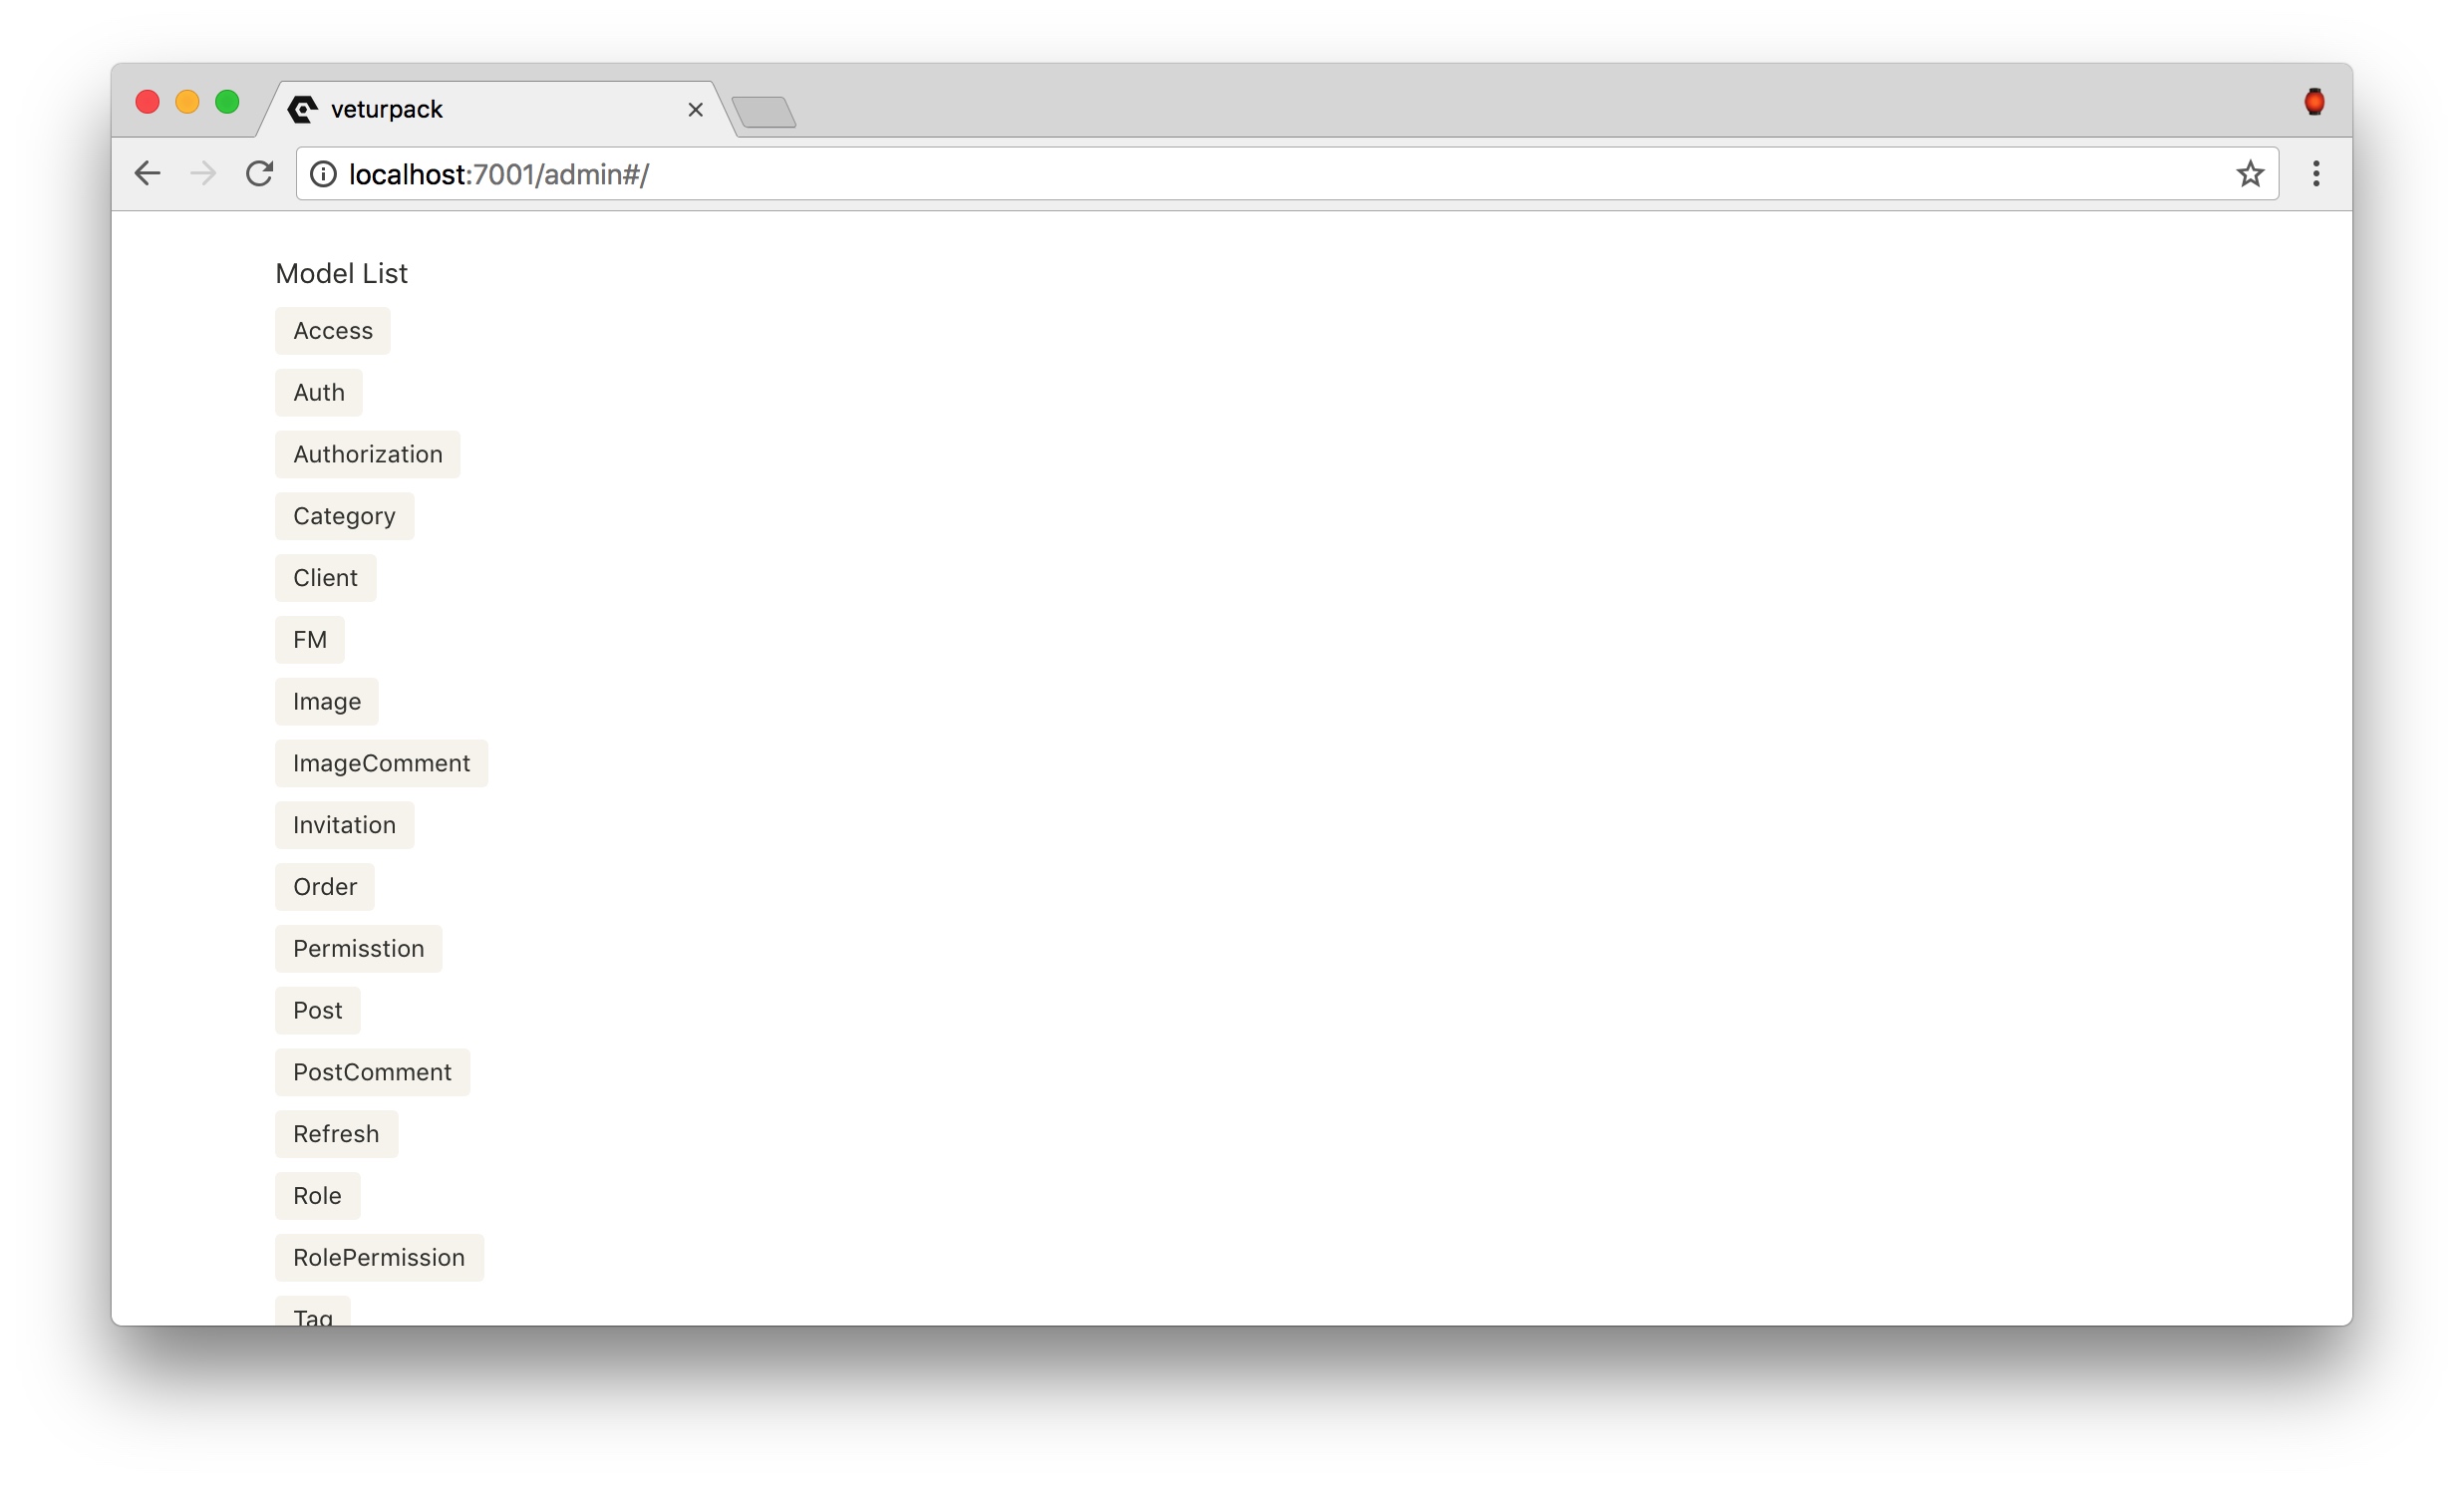 veturpack
localhost:7001/admin#/
Model List
Access
Auth
Authorization
Category
Client
FM
Image
ImageComment
Invitation
Order
Permisstion
Post
PostComment
Refresh
Role
RolePermission
Tag